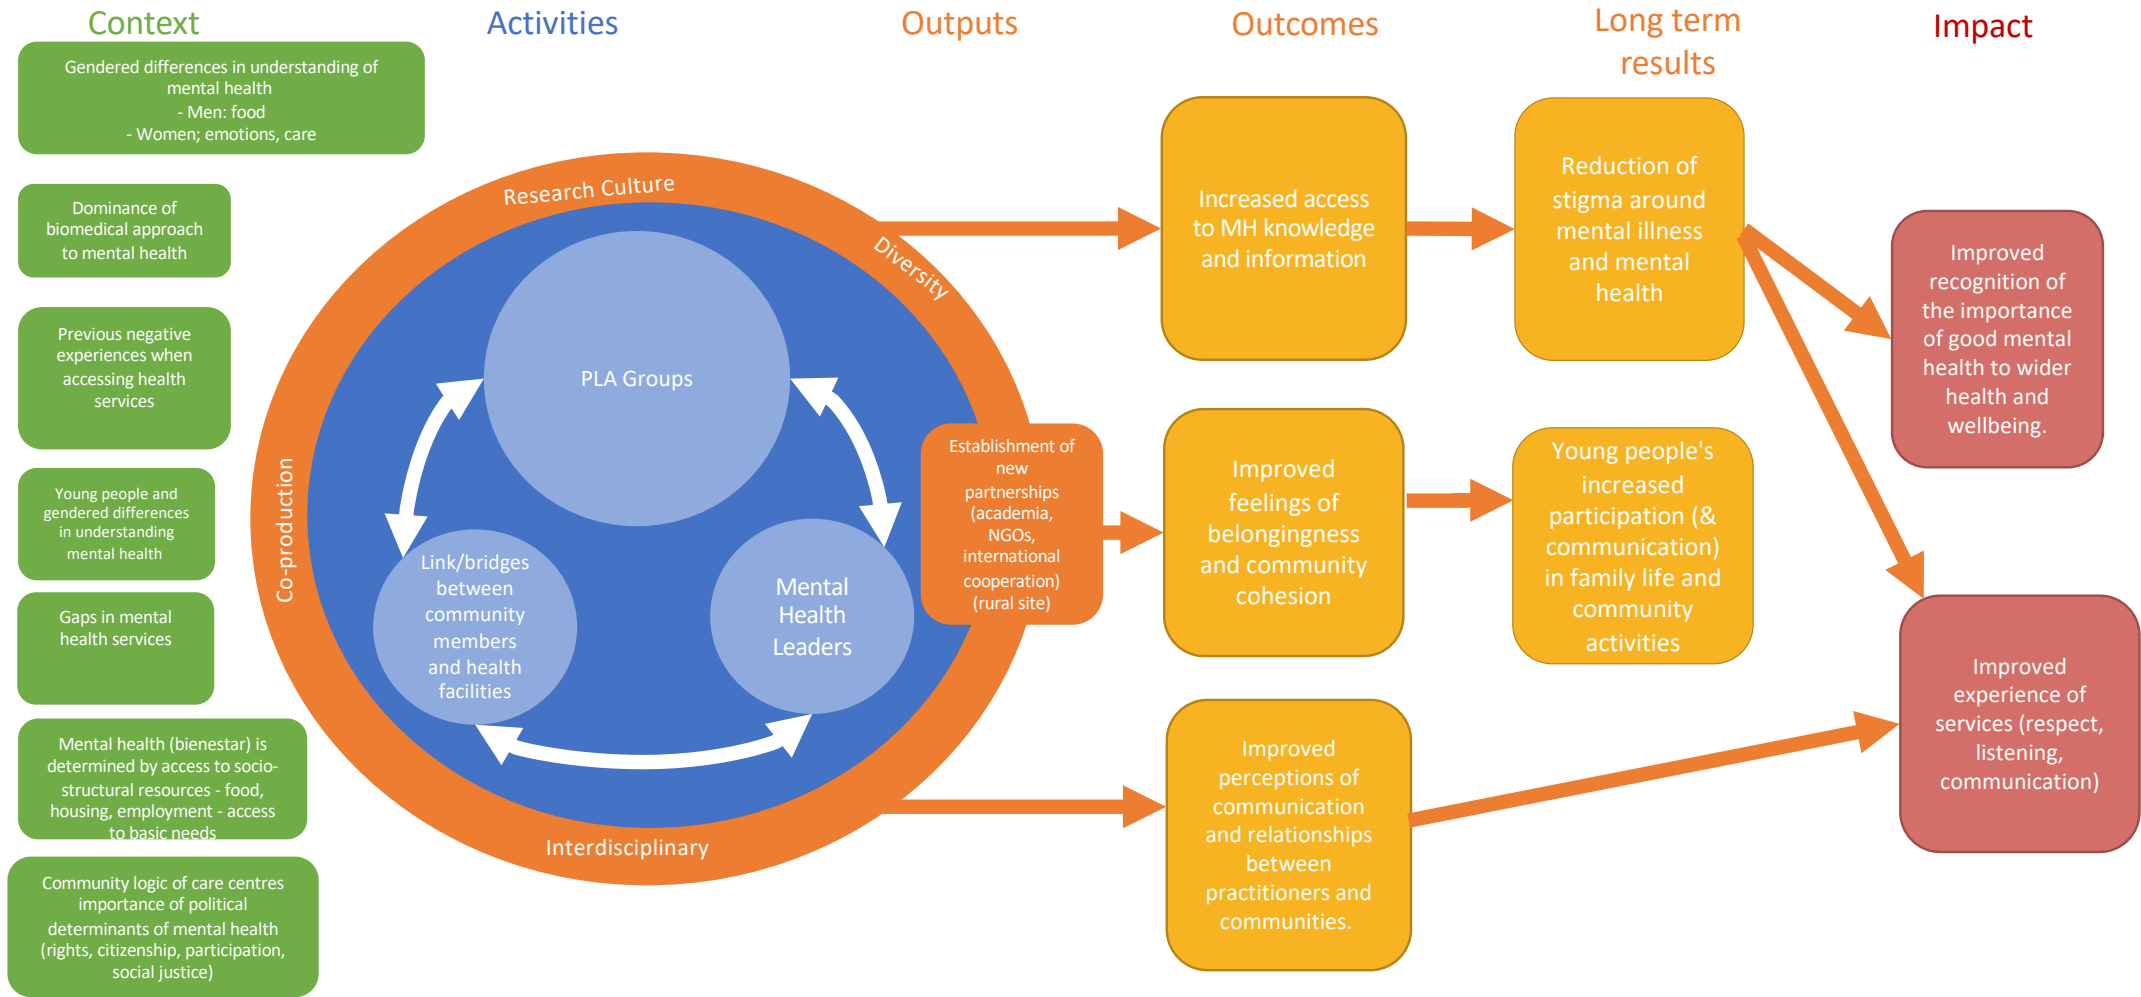 Context
Activities
Outputs
Outcomes
Long term
results
Impact
Gendered differences in understanding of
mental health
- Men: food
- Women; emotions, care
Dominance of
biomedical approach
to mental health
Previous negative
experiences when
accessing health
services
Young people and
gendered differences
in understanding
mental health
Gaps in mental
health services
Mental health (bienestar) is
determined by access to socio-
structural resources - food,
housing, employment - access
to basic needs
Community logic of care centres
importance of political
determinants of mental health
(rights, citizenship, participation,
social justice)
Research Culture
Diversity
Co-production
Interdisciplinary
PLA Groups
Link/bridges
between
community
members
and health
facilities
Mental
Health
Leaders
Establishment of
new
partnerships
(academia,
NGOs,
international
cooperation)
(rural site)
Increased access
to MH knowledge
and information
Improved
feelings of
belongingness
and community
cohesion
Improved
perceptions of
communication
and relationships
between
practitioners and
communities.
Reduction of
stigma around
mental illness
and mental
health
Young people's
increased
participation (&
communication)
in family life and
community
activities
Improved
recognition of
the importance
of good mental
health to wider
health and
wellbeing.
Improved
experience of
services (respect,
listening,
communication)